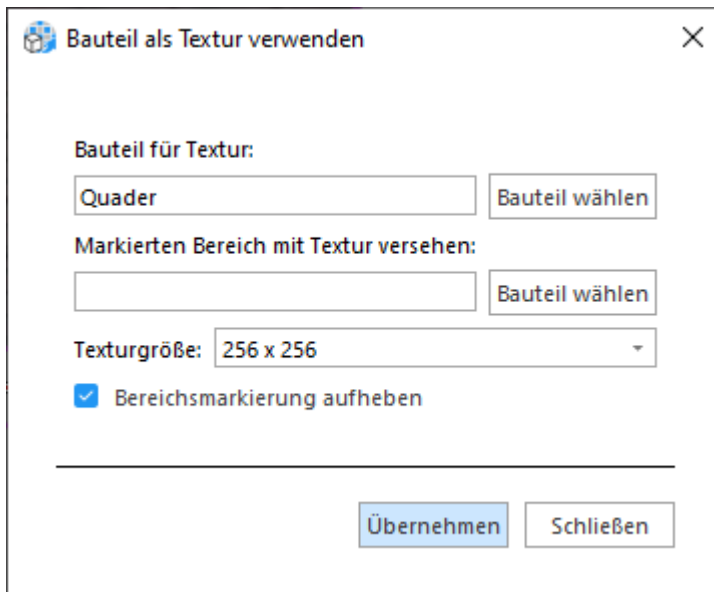 Bauteil als Textur verwenden
Bauteil für Textur:
Quader
Bauteil wählen
Markierten Bereich mit Textur versehen:
Bauteil wählen
Texturgröße: 256 x 256
Bereichsmarkierung aufheben
Übernehmen
Schließen